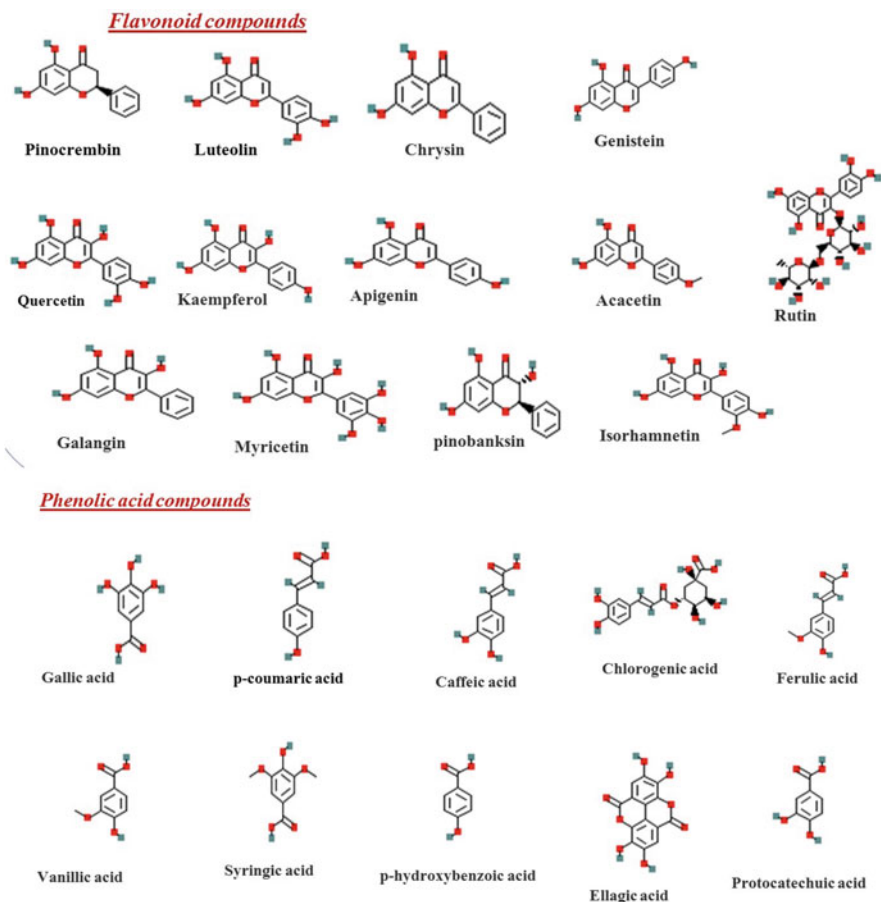 Flavonoid compounds
Pinocrembin
Luteolin
Chrysin
Genistein
Quercetin
Kaempferol
Apigenin
Acacetin
Rutin
Galangin
Myricetin
pinobanksin
Isorhamnetin
Phenolic acid compounds
Gallic acid
p-coumaric acid
Caffeic acid
Chlorogenic acid
Ferulic acid
Vanillic acid
Syringic acid
p-hydroxybenzoic acid
Ellagic acid
Protocatechuic acid